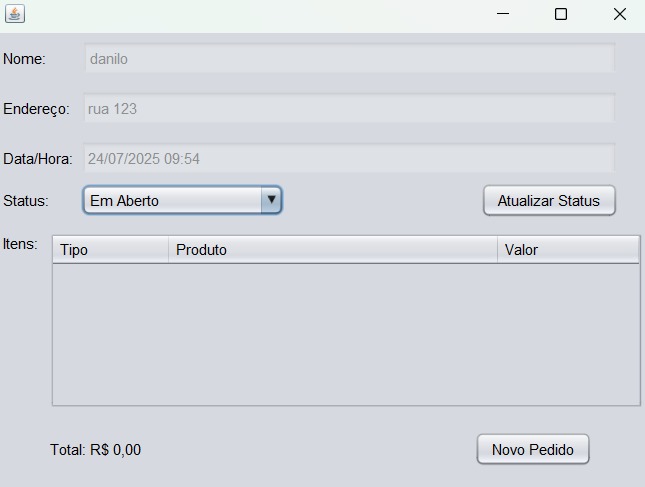 Nome: danilo
Endereço: rua 123
Data/Hora: 24/07/2025 09:54
Status: Em Aberto Atualizar Status
Itens: Tipo Produto Valor
Total: R$ 0,00 Novo Pedido